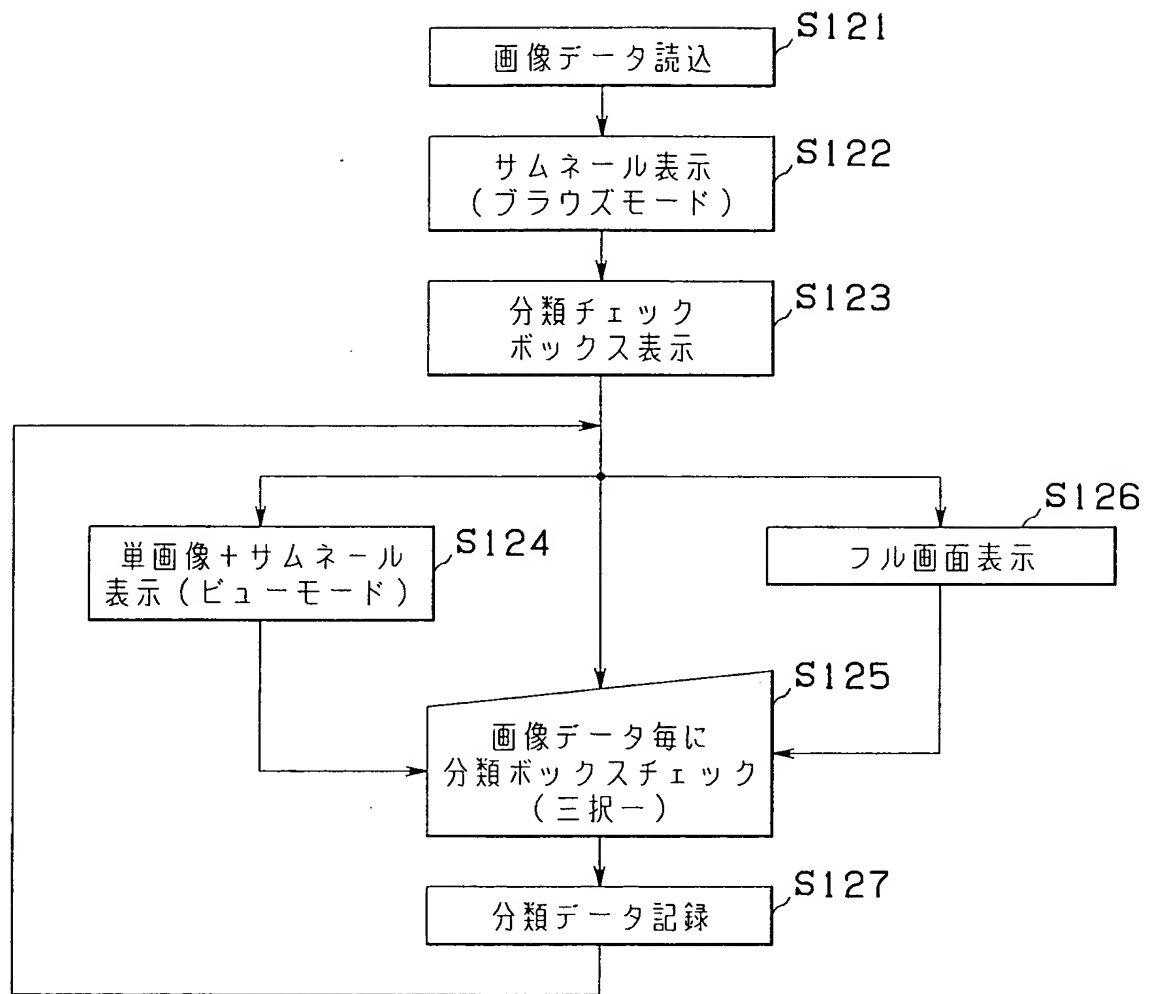 S121
画像データ読込
S122
サムネール表示
(ブラウズモード)
S123
分類チェック
ボックス表示
S124
単画像+サムネール
表示(ビューモード)
S126
フル画面表示
S125
画像データ毎に
分類ボックスチェック
(三択一)
S127
分類データ記録